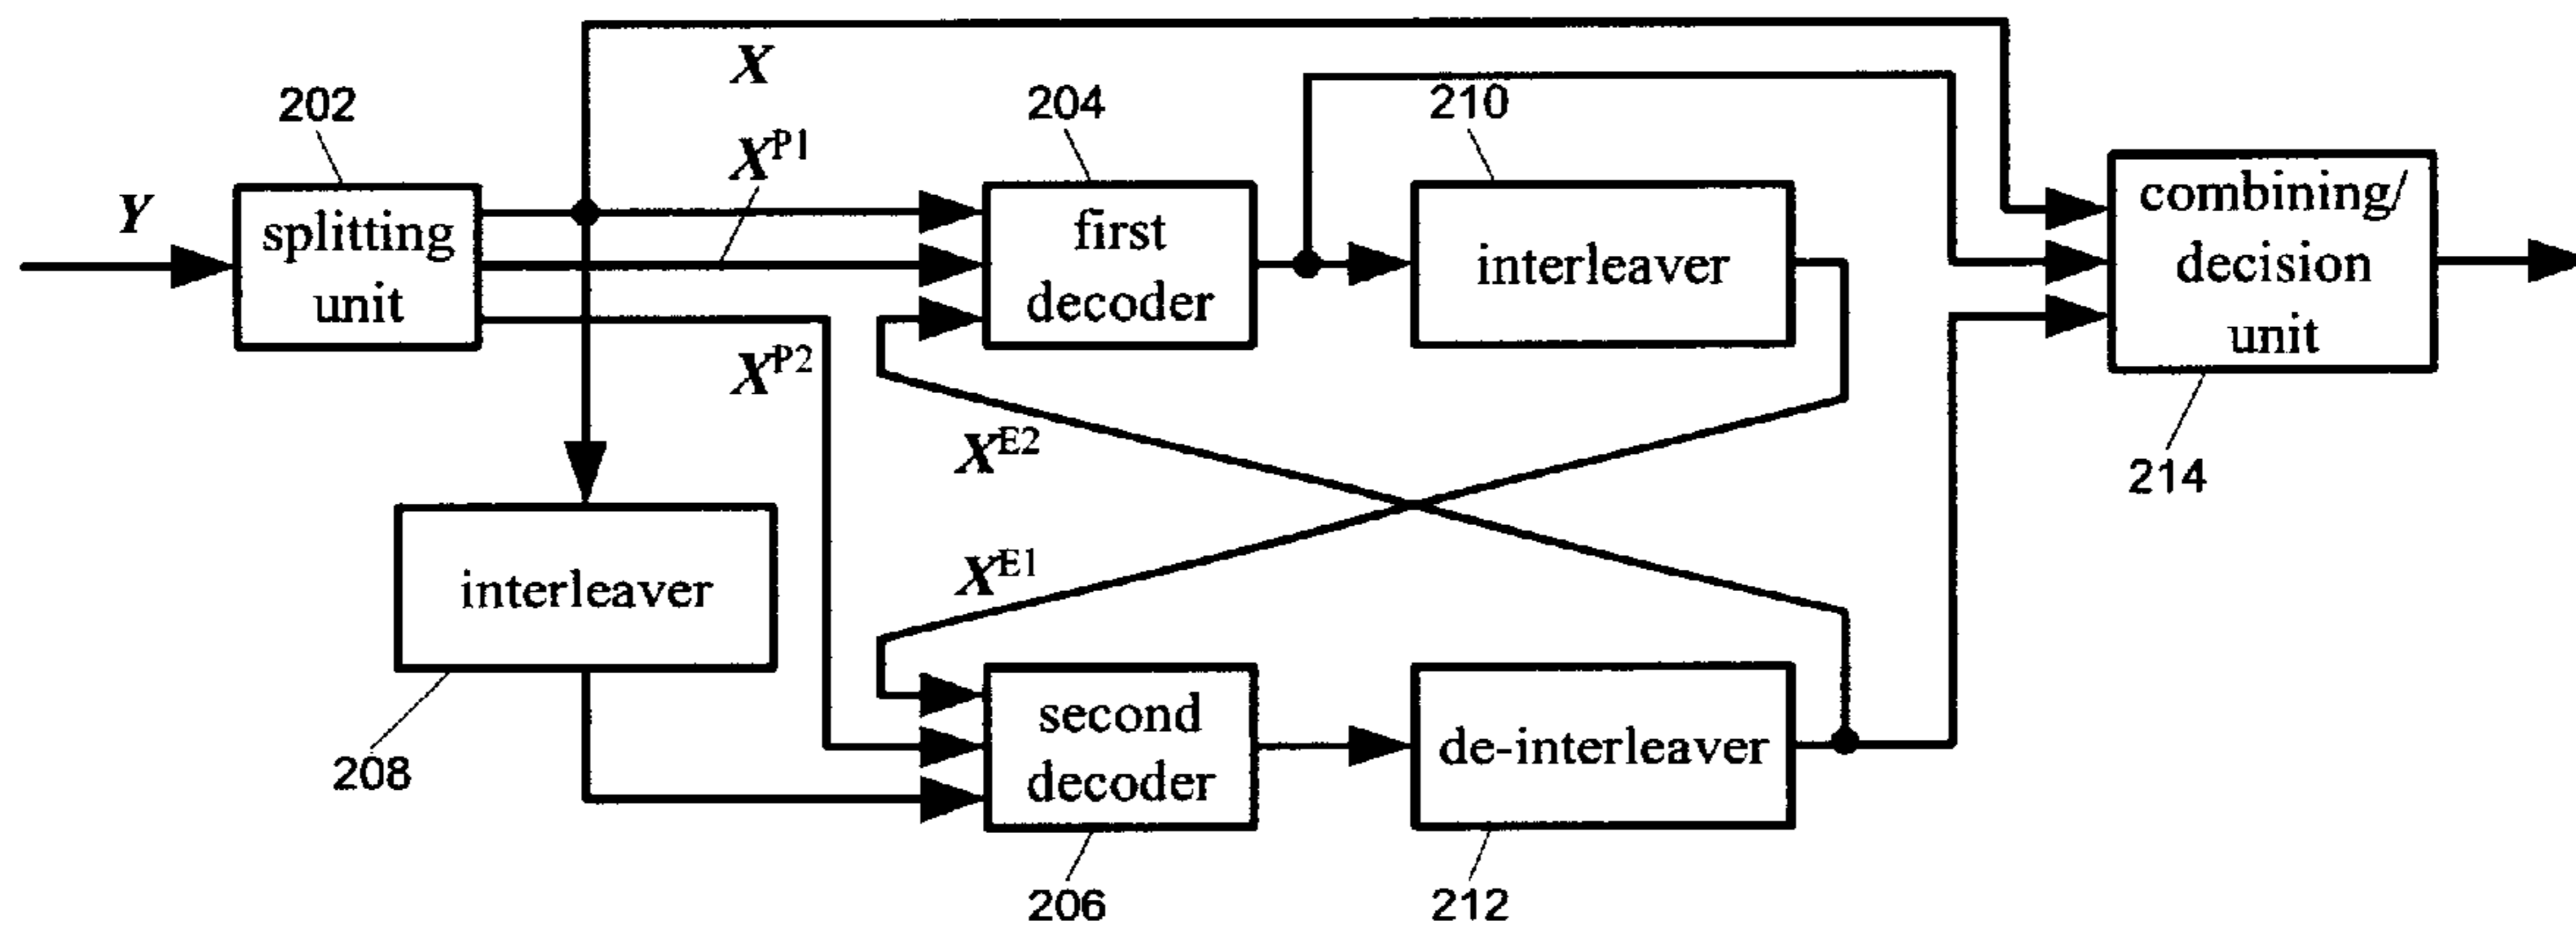 X
202
204
210
X^P1
Y
splitting
unit
first
decoder
interleaver
combining/
decision
unit
X^P2
X^E2
214
interleaver
X^E1
208
second
decoder
de-interleaver
206
212